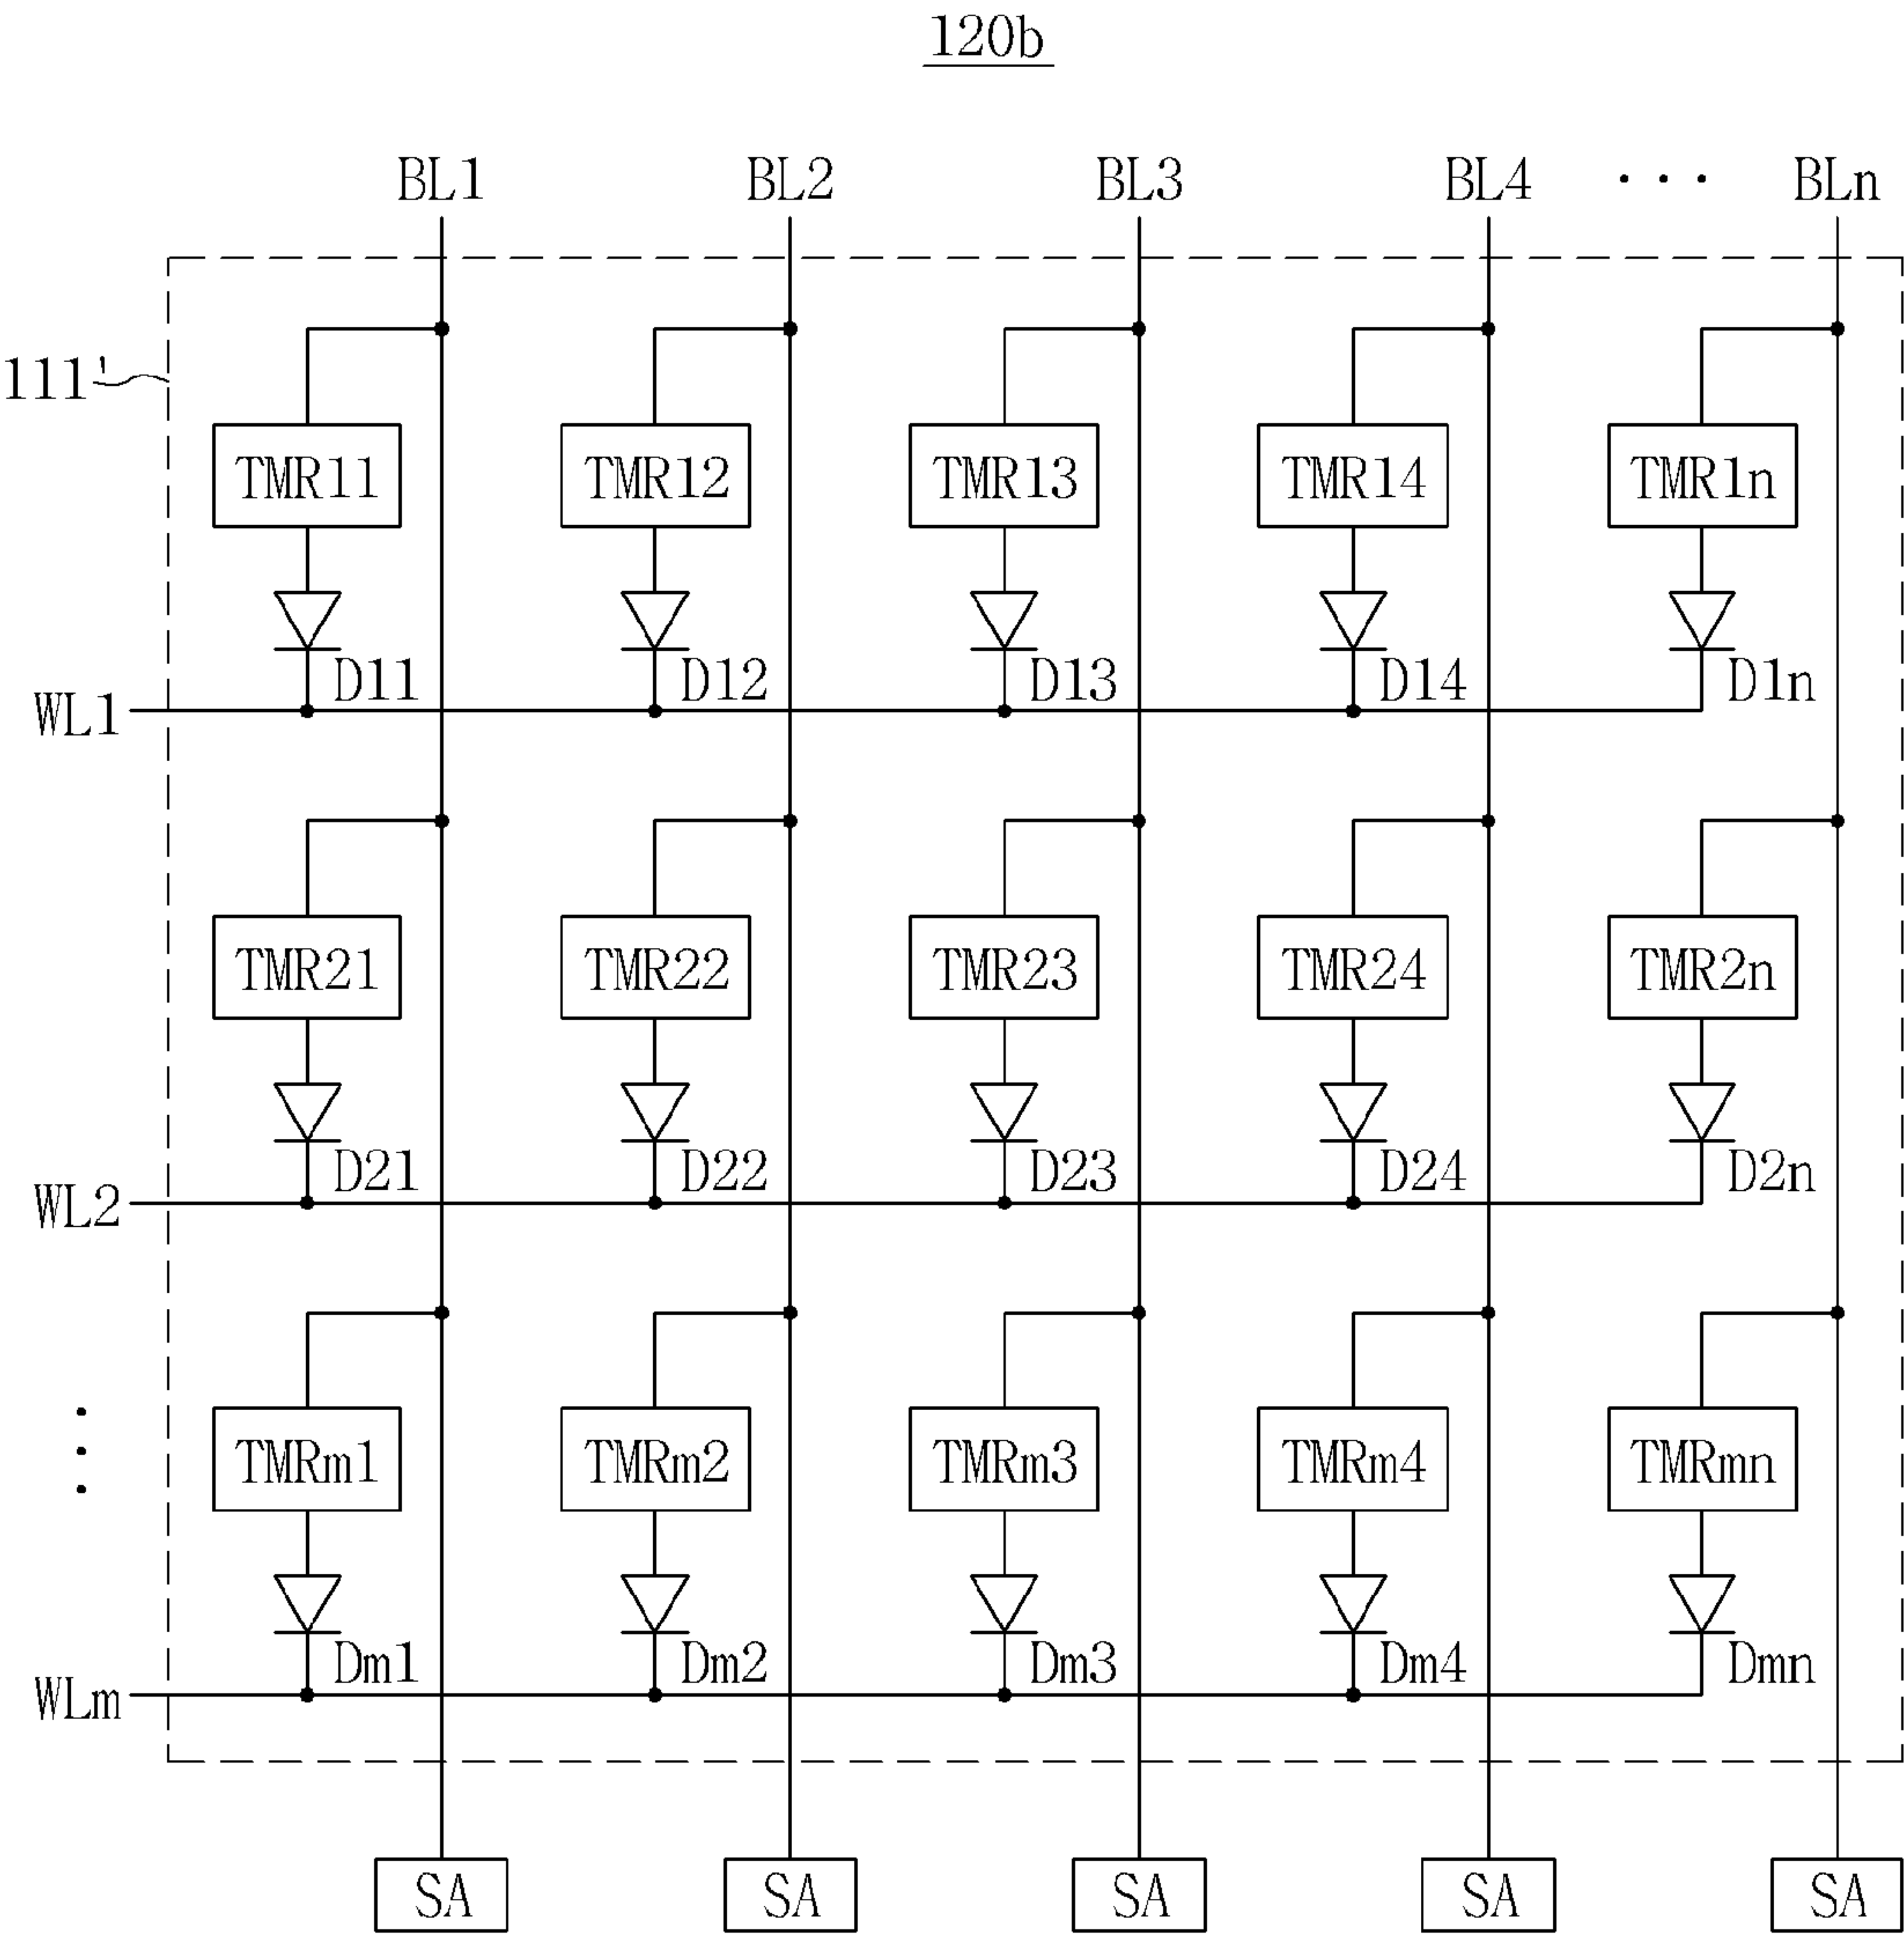 120b
BL1 BL2 BL3 BL4 ··· BLn
111'
TMR11 TMR12 TMR13 TMR14 TMR1n
D11 D12 D13 D14 D1n
WL1
TMR21 TMR22 TMR23 TMR24 TMR2n
D21 D22 D23 D24 D2n
WL2
TMRm1 TMRm2 TMRm3 TMRm4 TMRmn
Dm1 Dm2 Dm3 Dm4 Dmn
WLm
SA SA SA SA SA